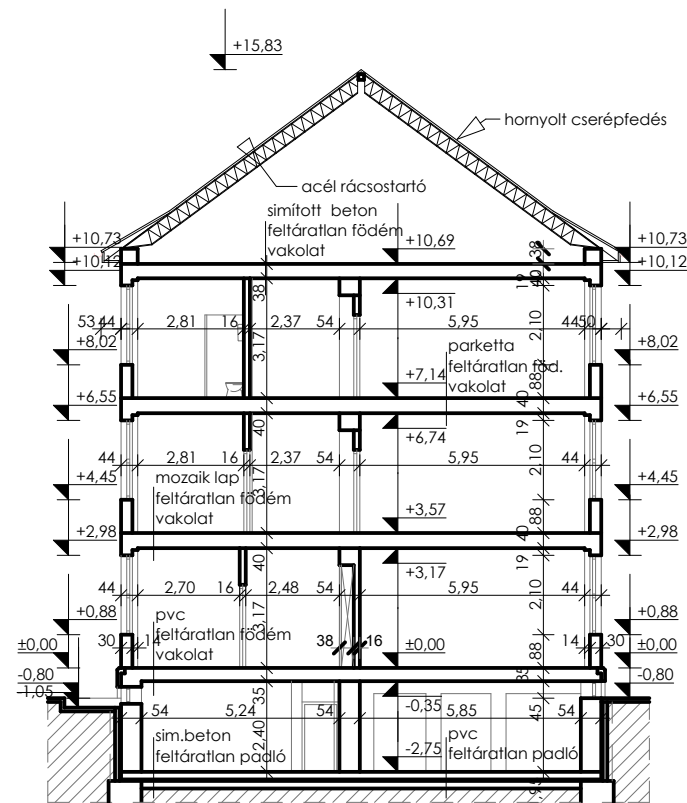 +15,83
hornyolt cserépfedés
acél rácsostartó
simított beton
feltáratlan födém
vakolat
+10,73
+10,12
+10,69
38
+10,73
+10,12
38
19
40
+10,31
53 44 2,81 16 2,37 54 5,95 44 50
2,10
3,17
+8,02
+8,02
parketta
feltáratlan föd.
vakolat
+7,14
88
+6,55
+6,55
40
40
19
+6,74
44 2,81 16 2,37 54 5,95 44
2,10
3,17
mozaik lap
feltáratlan födém
vakolat
+4,45
+4,45
+3,57
88
+2,98
+2,98
40
40
19
+3,17
44 2,70 16 2,48 54 5,95 44
2,10
3,17
+0,88
+0,88
pvc
feltáratlan födém
vakolat
30 14
38 16
14 30
±0,00
±0,00
±0,00
88
-0,80
-0,80
-1,05
35
35
-0,35
45
54 5,24 54 5,85 54
2,40
sim.beton
feltáratlan padló
-2,75
pvc
feltáratlan padló